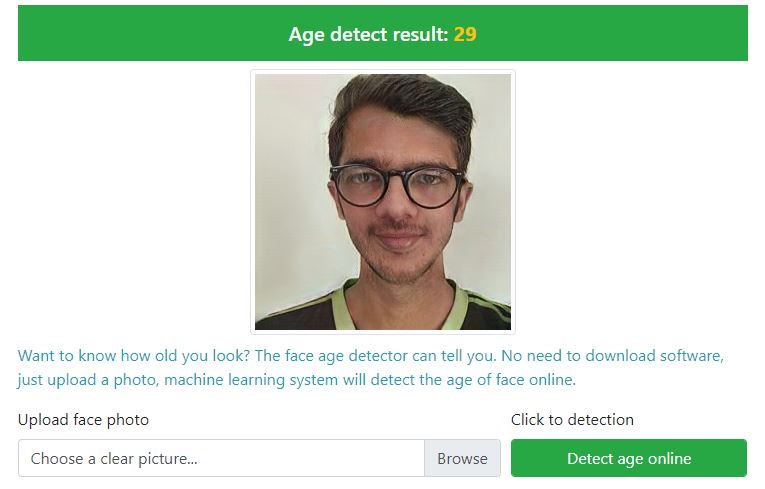 Age detect result: 29
Want to know how old you look? The face age detector can tell you. No need to download software,
just upload a photo, machine learning system will detect the age of face online.
Upload face photo
Click to detection
Choose a clear picture...
Browse
Detect age online